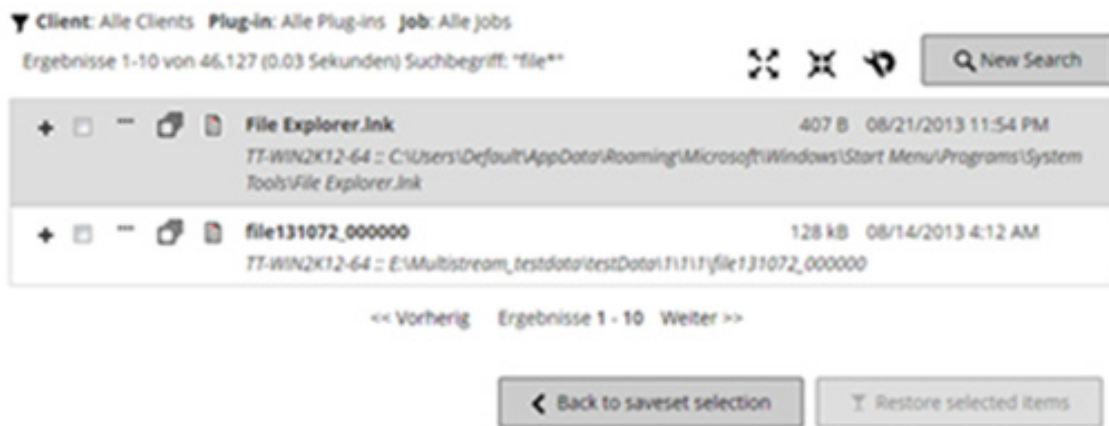 Client: Alle Clients Plug-in: Alle Plug-ins Job: Alle Jobs
Ergebnisse 1-10 von 46,127 (0.03 Sekunden) Suchbegriff: "file*"
New Search
File Explorer.lnk 407 B 08/21/2013 11:54 PM
TT-WIN2K12-64 :: C:\Users\Default\AppData\Roaming\Microsoft\Windows\Start Menu\Programs\System
Tools\File Explorer.lnk
file131072_000000 128 kB 08/14/2013 4:12 AM
TT-WIN2K12-64 :: E:\Multistream_testdata\testData\1\1\1\file131072_000000
<< Vorherig Ergebnisse 1 - 10 Weiter >>
Back to saveset selection Restore selected items